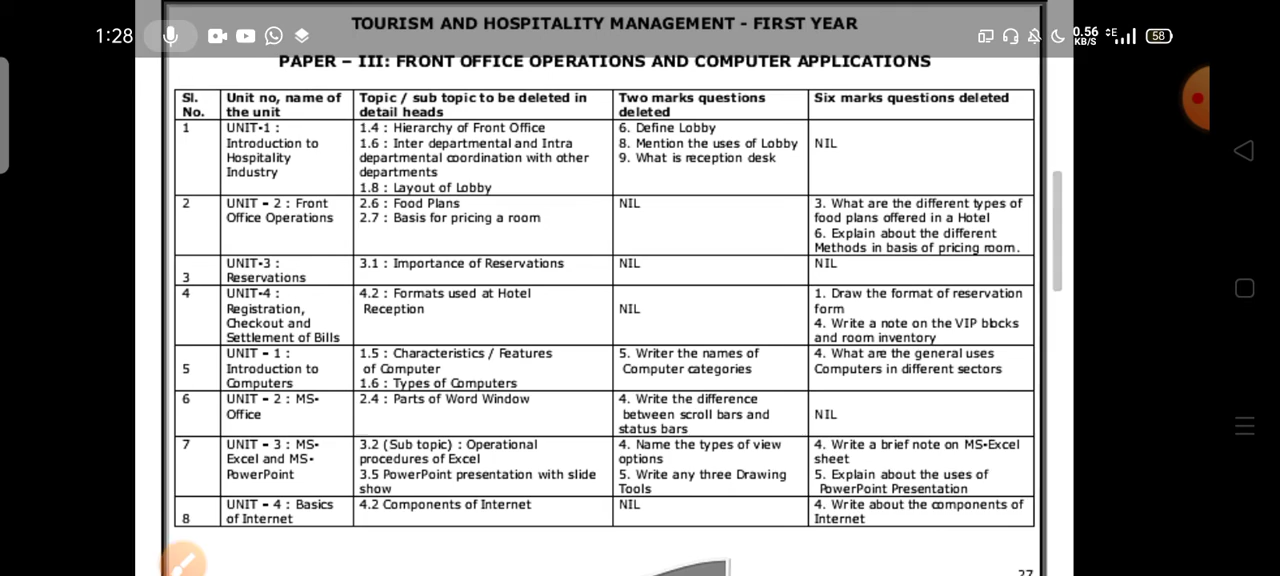 TOURISM AND HOSPITALITY MANAGEMENT - FIRST YEAR
1:28
0.56
KB/S
58
PAPER – III: FRONT OFFICE OPERATIONS AND COMPUTER APPLICATIONS
Sl. No.
Unit no, name of the unit
Topic / sub topic to be deleted in detail heads
Two marks questions deleted
Six marks questions deleted
1
UNIT-1 :
Introduction to
Hospitality
Industry
1.4 : Hierarchy of Front Office
1.6 : Inter departmental and Intra
departmental coordination with other
departments
1.8 : Layout of Lobby
6. Define Lobby
8. Mention the uses of Lobby
9. What is reception desk
NIL
2
UNIT - 2 : Front
Office Operations
2.6 : Food Plans
2.7 : Basis for pricing a room
NIL
3. What are the different types of
food plans offered in a Hotel
6. Explain about the different
Methods in basis of pricing room.
3
UNIT-3 :
Reservations
3.1 : Importance of Reservations
NIL
NIL
4
UNIT-4 :
Registration,
Checkout and
Settlement of Bills
4.2 : Formats used at Hotel
Reception
NIL
1. Draw the format of reservation
form
4. Write a note on the VIP blocks
and room inventory
5
UNIT - 1 :
Introduction to
Computers
1.5 : Characteristics / Features
of Computer
1.6 : Types of Computers
5. Writer the names of
Computer categories
4. What are the general uses
Computers in different sectors
6
UNIT - 2 : MS-
Office
2.4 : Parts of Word Window
4. Write the difference
between scroll bars and
status bars
NIL
7
UNIT - 3 : MS-
Excel and MS-
PowerPoint
3.2 (Sub topic) : Operational
procedures of Excel
3.5 PowerPoint presentation with slide
show
4. Name the types of view
options
5. Write any three Drawing
Tools
4. Write a brief note on MS-Excel
sheet
5. Explain about the uses of
PowerPoint Presentation
8
UNIT - 4 : Basics
of Internet
4.2 Components of Internet
NIL
4. Write about the components of
Internet
27